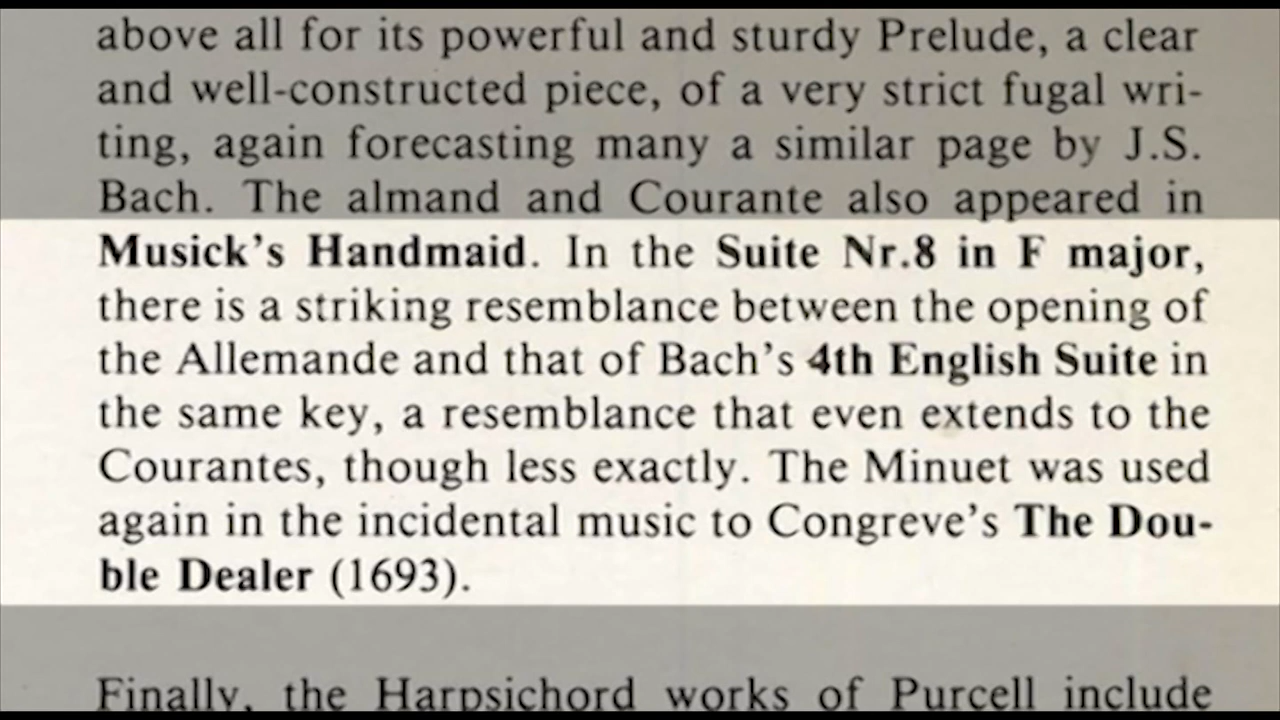 above all for its powerful and sturdy Prelude, a clear
and well-constructed piece, of a very strict fugal wri-
ting, again forecasting many a similar page by J.S.
Bach. The almand and Courante also appeared in
Musick's Handmaid. In the Suite Nr.8 in F major,
there is a striking resemblance between the opening of
the Allemande and that of Bach's 4th English Suite in
the same key, a resemblance that even extends to the
Courantes, though less exactly. The Minuet was used
again in the incidental music to Congreve's The Dou-
ble Dealer (1693).
Finally, the Harpsichord works of Purcell include